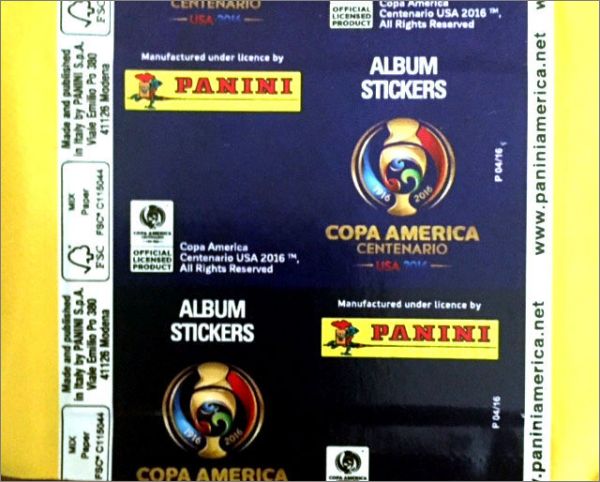 CENTENARIO
USA 2016
OFFICIAL
LICENSED
PRODUCT
Copa America
Centenario USA 2016 ™,
All Rights Reserved
FSC
Made and published
in Italy by PANINI S.p.A.
Viale Emilio Po 380
41126 Modena
Manufactured under licence by
PANINI
ALBUM
STICKERS
1916 2016
COPA AMERICA
CENTENARIO
USA 2016
P 04/16
www.paniniamerica.net
MIX
Paper
FSC® C115044
FSC
COPA AMERICA
OFFICIAL
LICENSED
PRODUCT
Copa America
Centenario USA 2016 ™,
All Rights Reserved
Made and published
in Italy by PANINI S.p.A.
Viale Emilio Po 380
41126 Modena
ALBUM
STICKERS
1916 2016
COPA AMERICA
Manufactured under licence by
PANINI
P 04/16
www.paniniamerica.net
MIX
Paper
FSC® C115044